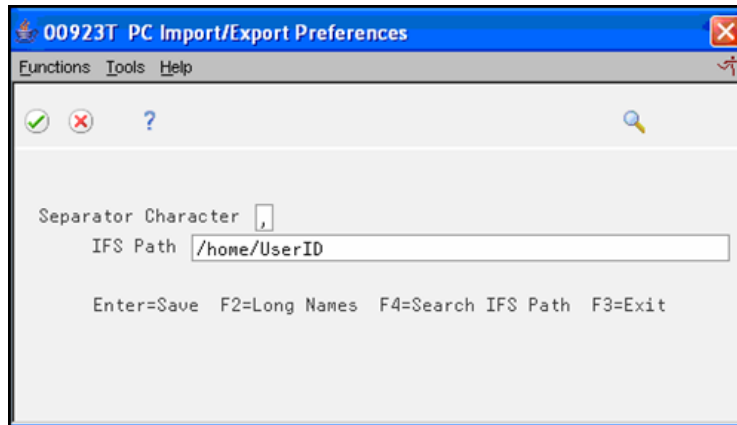 00923T PC Import/Export Preferences
Functions Tools Help
?
Separator Character ,
IFS Path /home/UserID
Enter=Save F2=Long Names F4=Search IFS Path F3=Exit